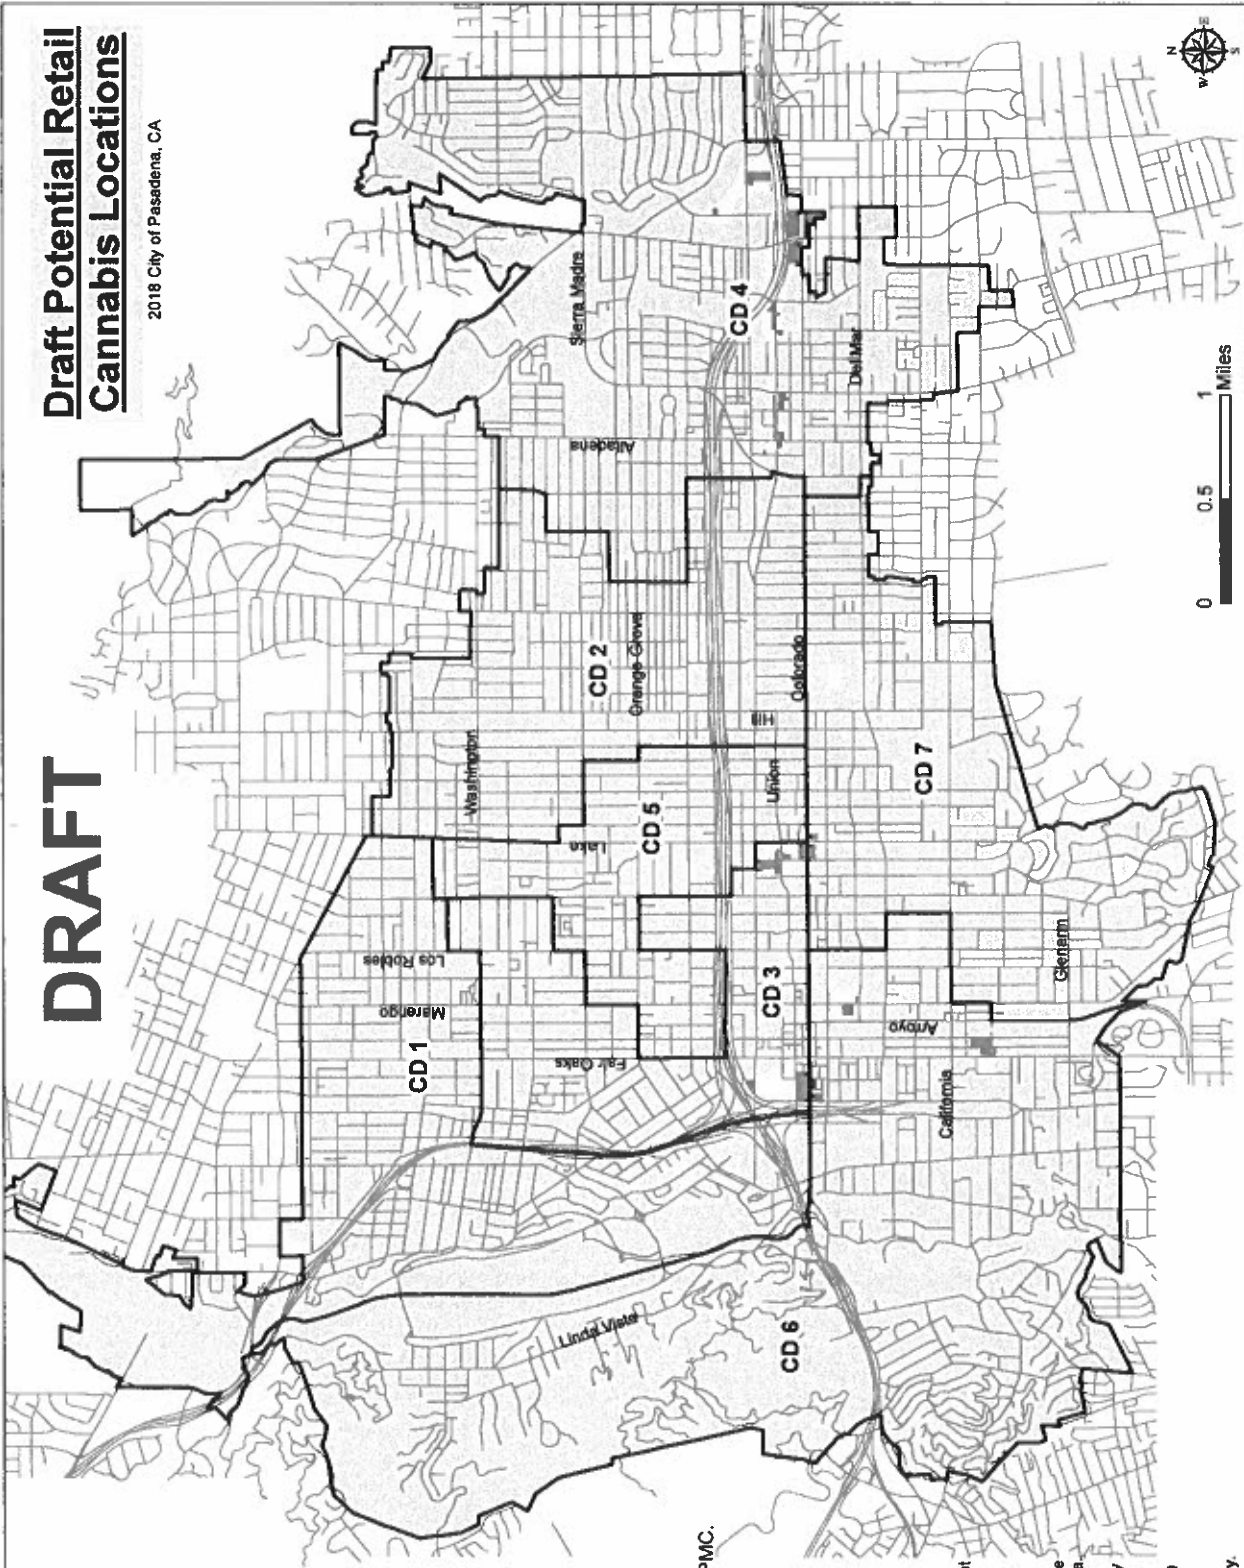 Draft Potential Retail
Cannabis Locations
2018 City of Pasadena, CA
DRAFT
N
W
E
S
Sierra Madre
Altadena
CD 4
Del Mar
Washington
CD 2
Orange Grove
Hill
Colorado
Los Robles
Marengo
CD 1
Lake
CD 5
Union
CD 7
Fair Oaks
CD 3
Arroyo
California
Glenarm
Linda Vista
CD 6
0
0.5
1
Miles
PMC.